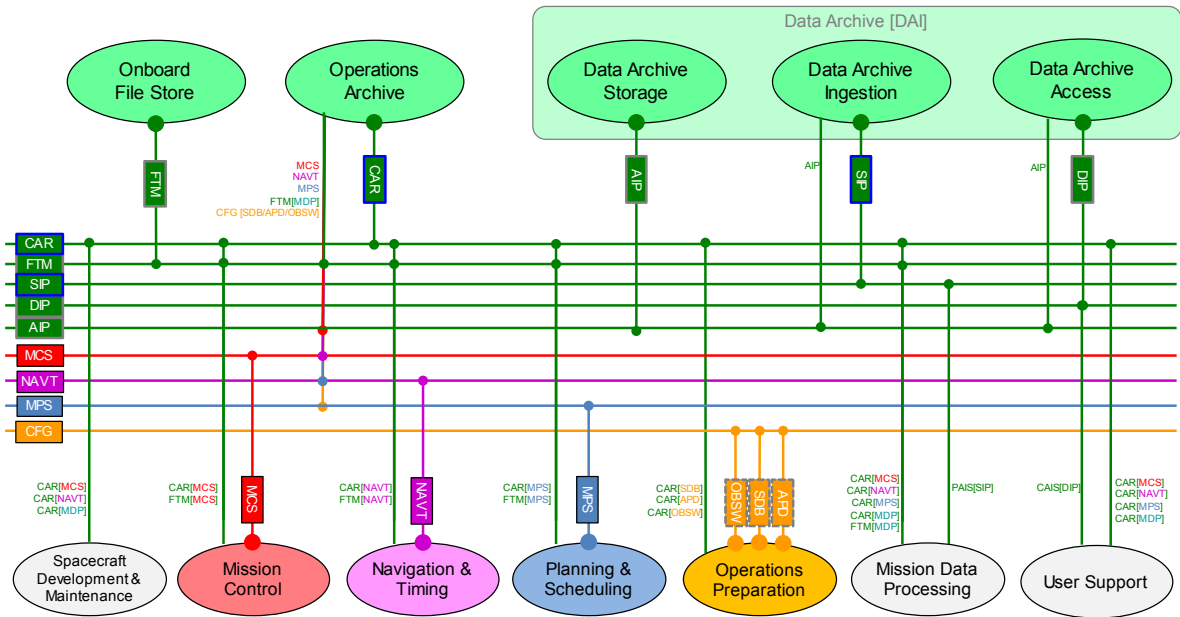 Data Archive [DAI]
Onboard
File Store
Operations
Archive
Data Archive
Storage
Data Archive
Ingestion
Data Archive
Access
FTM
MCS
NAVT
MPS
FTM[MDP]
CFG [SDB/APD/OBSW]
CAR
AIP
AIP
SIP
AIP
DIP
CAR
FTM
SIP
DIP
AIP
MCS
NAVT
MPS
CFG
CAR[MCS]
CAR[NAVT]
CAR[MDP]
CAR[MCS]
FTM[MCS]
MCS
CAR[NAVT]
FTM[NAVT]
NAVT
CAR[MPS]
FTM[MPS]
MPS
CAR[SDB]
CAR[APD]
CAR[OBSW]
OBSW
SDB
APD
CAR[MCS]
CAR[NAVT]
CAR[MPS]
CAR[MDP]
FTM[MDP]
PAIS[SIP]
CAIS[DIP]
CAR[MCS]
CAR[NAVT]
CAR[MPS]
CAR[MDP]
Spacecraft
Development &
Maintenance
Mission
Control
Navigation &
Timing
Planning &
Scheduling
Operations
Preparation
Mission Data
Processing
User Support